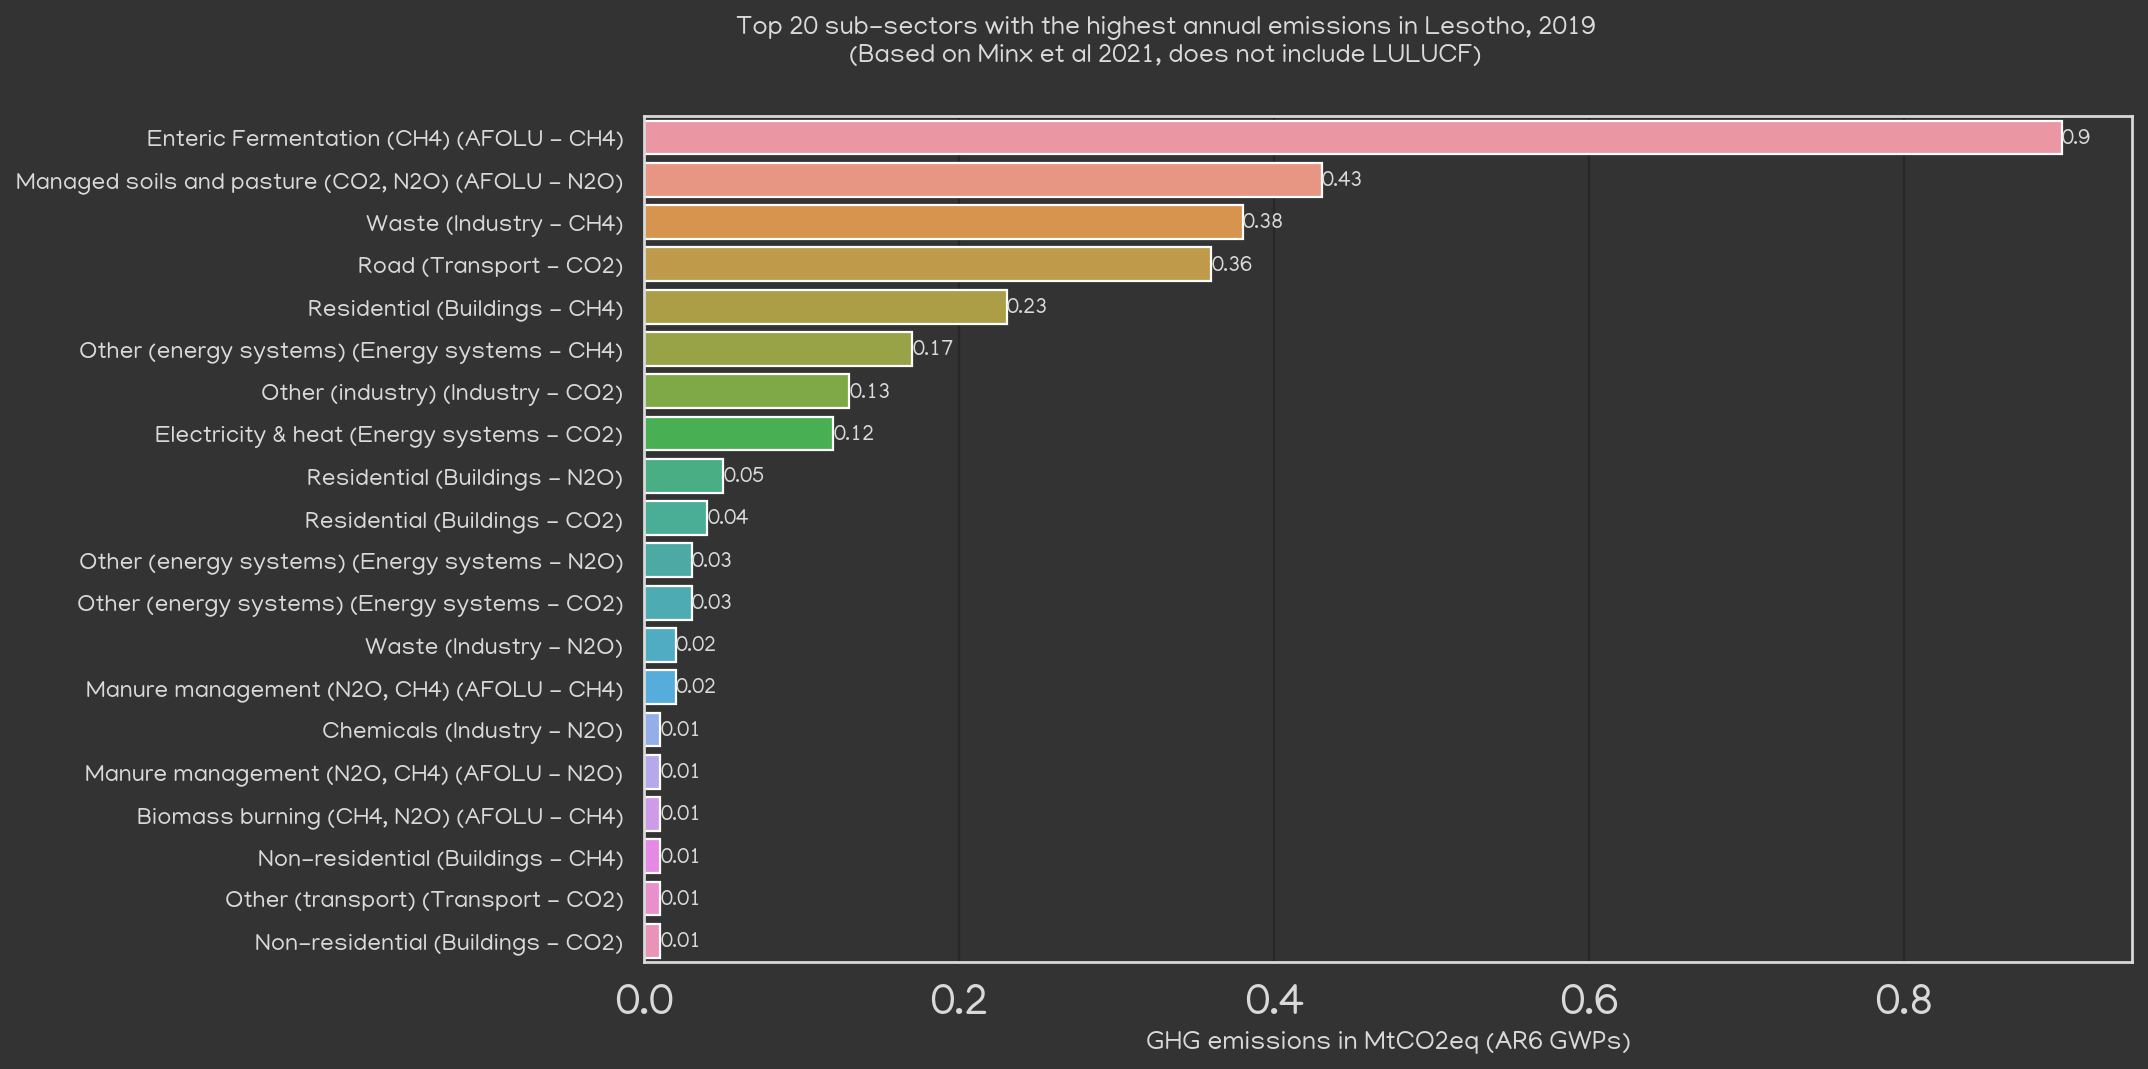 Top 20 sub-sectors with the highest annual emissions in Lesotho, 2019
(Based on Minx et al 2021, does not include LULUCF)
Enteric Fermentation (CH4) (AFOLU - CH4) 0.9
Managed soils and pasture (CO2, N2O) (AFOLU - N2O) 0.43
Waste (Industry - CH4) 0.38
Road (Transport - CO2) 0.36
Residential (Buildings - CH4) 0.23
Other (energy systems) (Energy systems - CH4) 0.17
Other (industry) (Industry - CO2) 0.13
Electricity & heat (Energy systems - CO2) 0.12
Residential (Buildings - N2O) 0.05
Residential (Buildings - CO2) 0.04
Other (energy systems) (Energy systems - N2O) 0.03
Other (energy systems) (Energy systems - CO2) 0.03
Waste (Industry - N2O) 0.02
Manure management (N2O, CH4) (AFOLU - CH4) 0.02
Chemicals (Industry - N2O) 0.01
Manure management (N2O, CH4) (AFOLU - N2O) 0.01
Biomass burning (CH4, N2O) (AFOLU - CH4) 0.01
Non-residential (Buildings - CH4) 0.01
Other (transport) (Transport - CO2) 0.01
Non-residential (Buildings - CO2) 0.01
0.0 0.2 0.4 0.6 0.8
GHG emissions in MtCO2eq (AR6 GWPs)